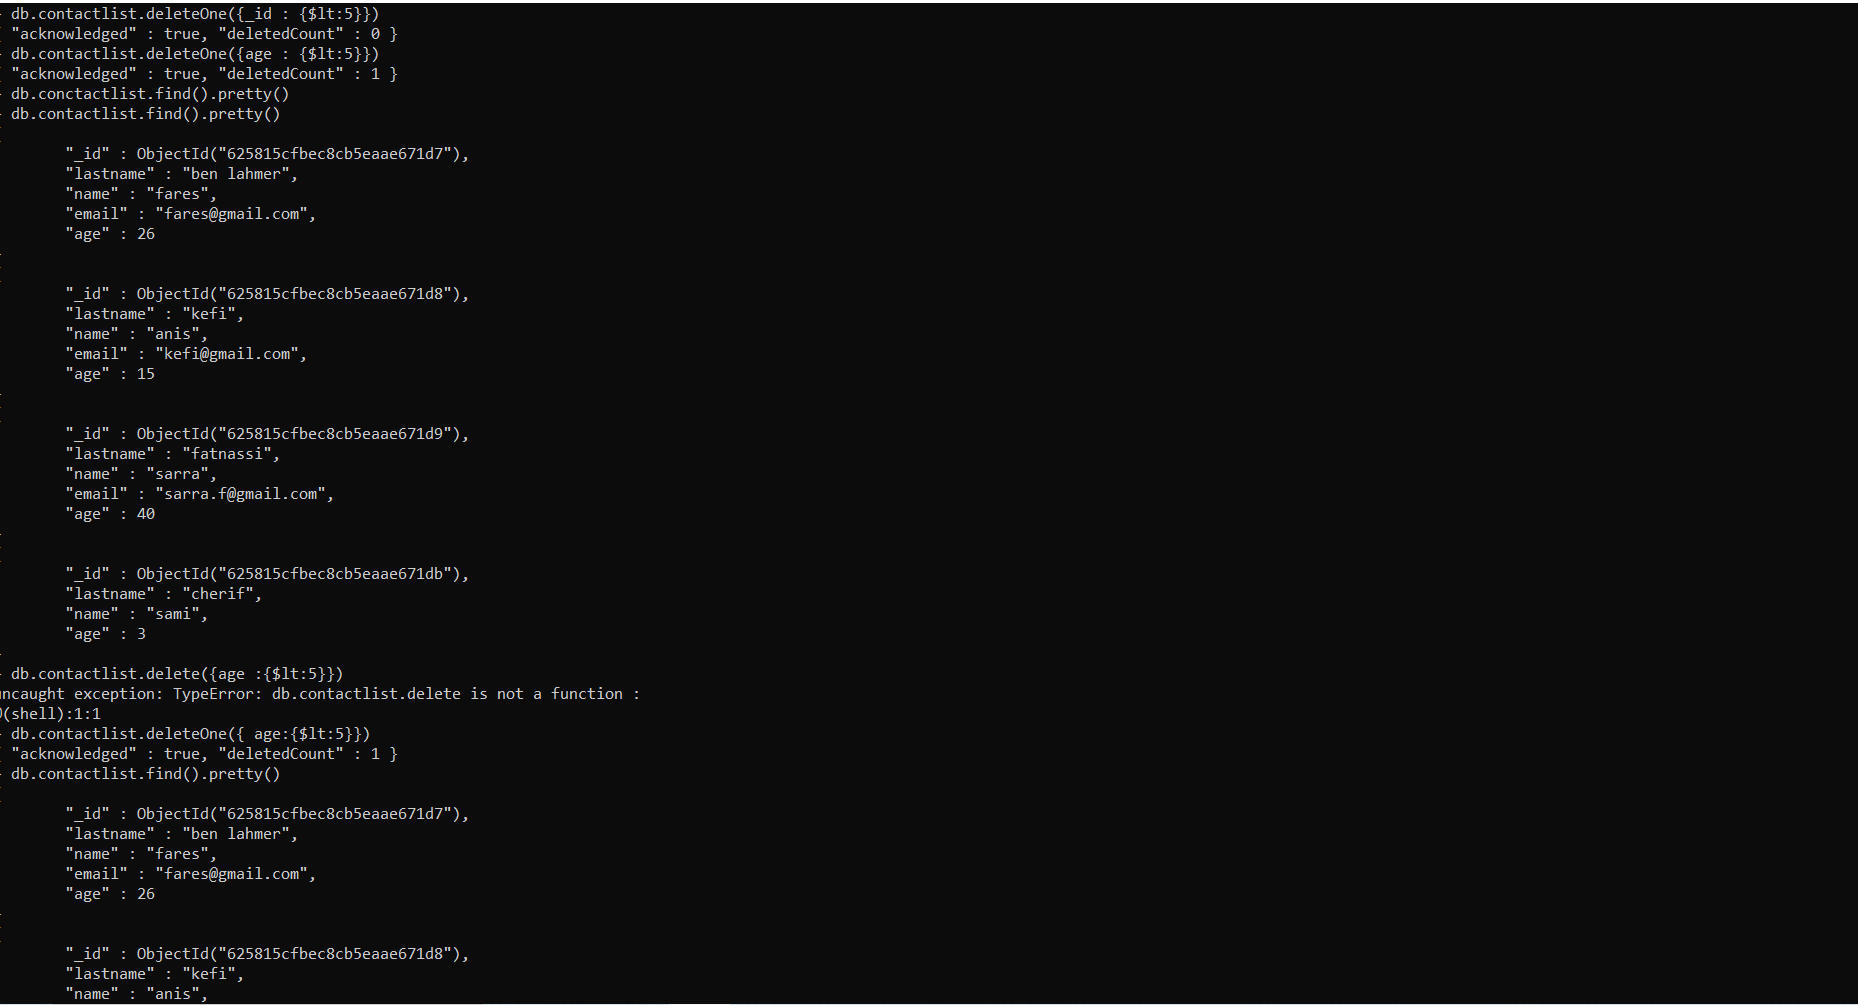 db.contactlist.deleteOne({_id : {$lt:5}})
"acknowledged" : true, "deletedCount" : 0 }
db.contactlist.deleteOne({age : {$lt:5}})
"acknowledged" : true, "deletedCount" : 1 }
db.conctactlist.find().pretty()
db.contactlist.find().pretty()
"_id" : ObjectId("625815cfbec8cb5eaae671d7"),
"lastname" : "ben lahmer",
"name" : "fares",
"email" : "fares@gmail.com",
"age" : 26
"_id" : ObjectId("625815cfbec8cb5eaae671d8"),
"lastname" : "kefi",
"name" : "anis",
"email" : "kefi@gmail.com",
"age" : 15
"_id" : ObjectId("625815cfbec8cb5eaae671d9"),
"lastname" : "fatnassi",
"name" : "sarra",
"email" : "sarra.f@gmail.com",
"age" : 40
"_id" : ObjectId("625815cfbec8cb5eaae671db"),
"lastname" : "cherif",
"name" : "sami",
"age" : 3
db.contactlist.delete({age :{$lt:5}})
uncaught exception: TypeError: db.contactlist.delete is not a function :
@(shell):1:1
db.contactlist.deleteOne({ age:{$lt:5}})
"acknowledged" : true, "deletedCount" : 1 }
db.contactlist.find().pretty()
"_id" : ObjectId("625815cfbec8cb5eaae671d7"),
"lastname" : "ben lahmer",
"name" : "fares",
"email" : "fares@gmail.com",
"age" : 26
"_id" : ObjectId("625815cfbec8cb5eaae671d8"),
"lastname" : "kefi",
"name" : "anis",